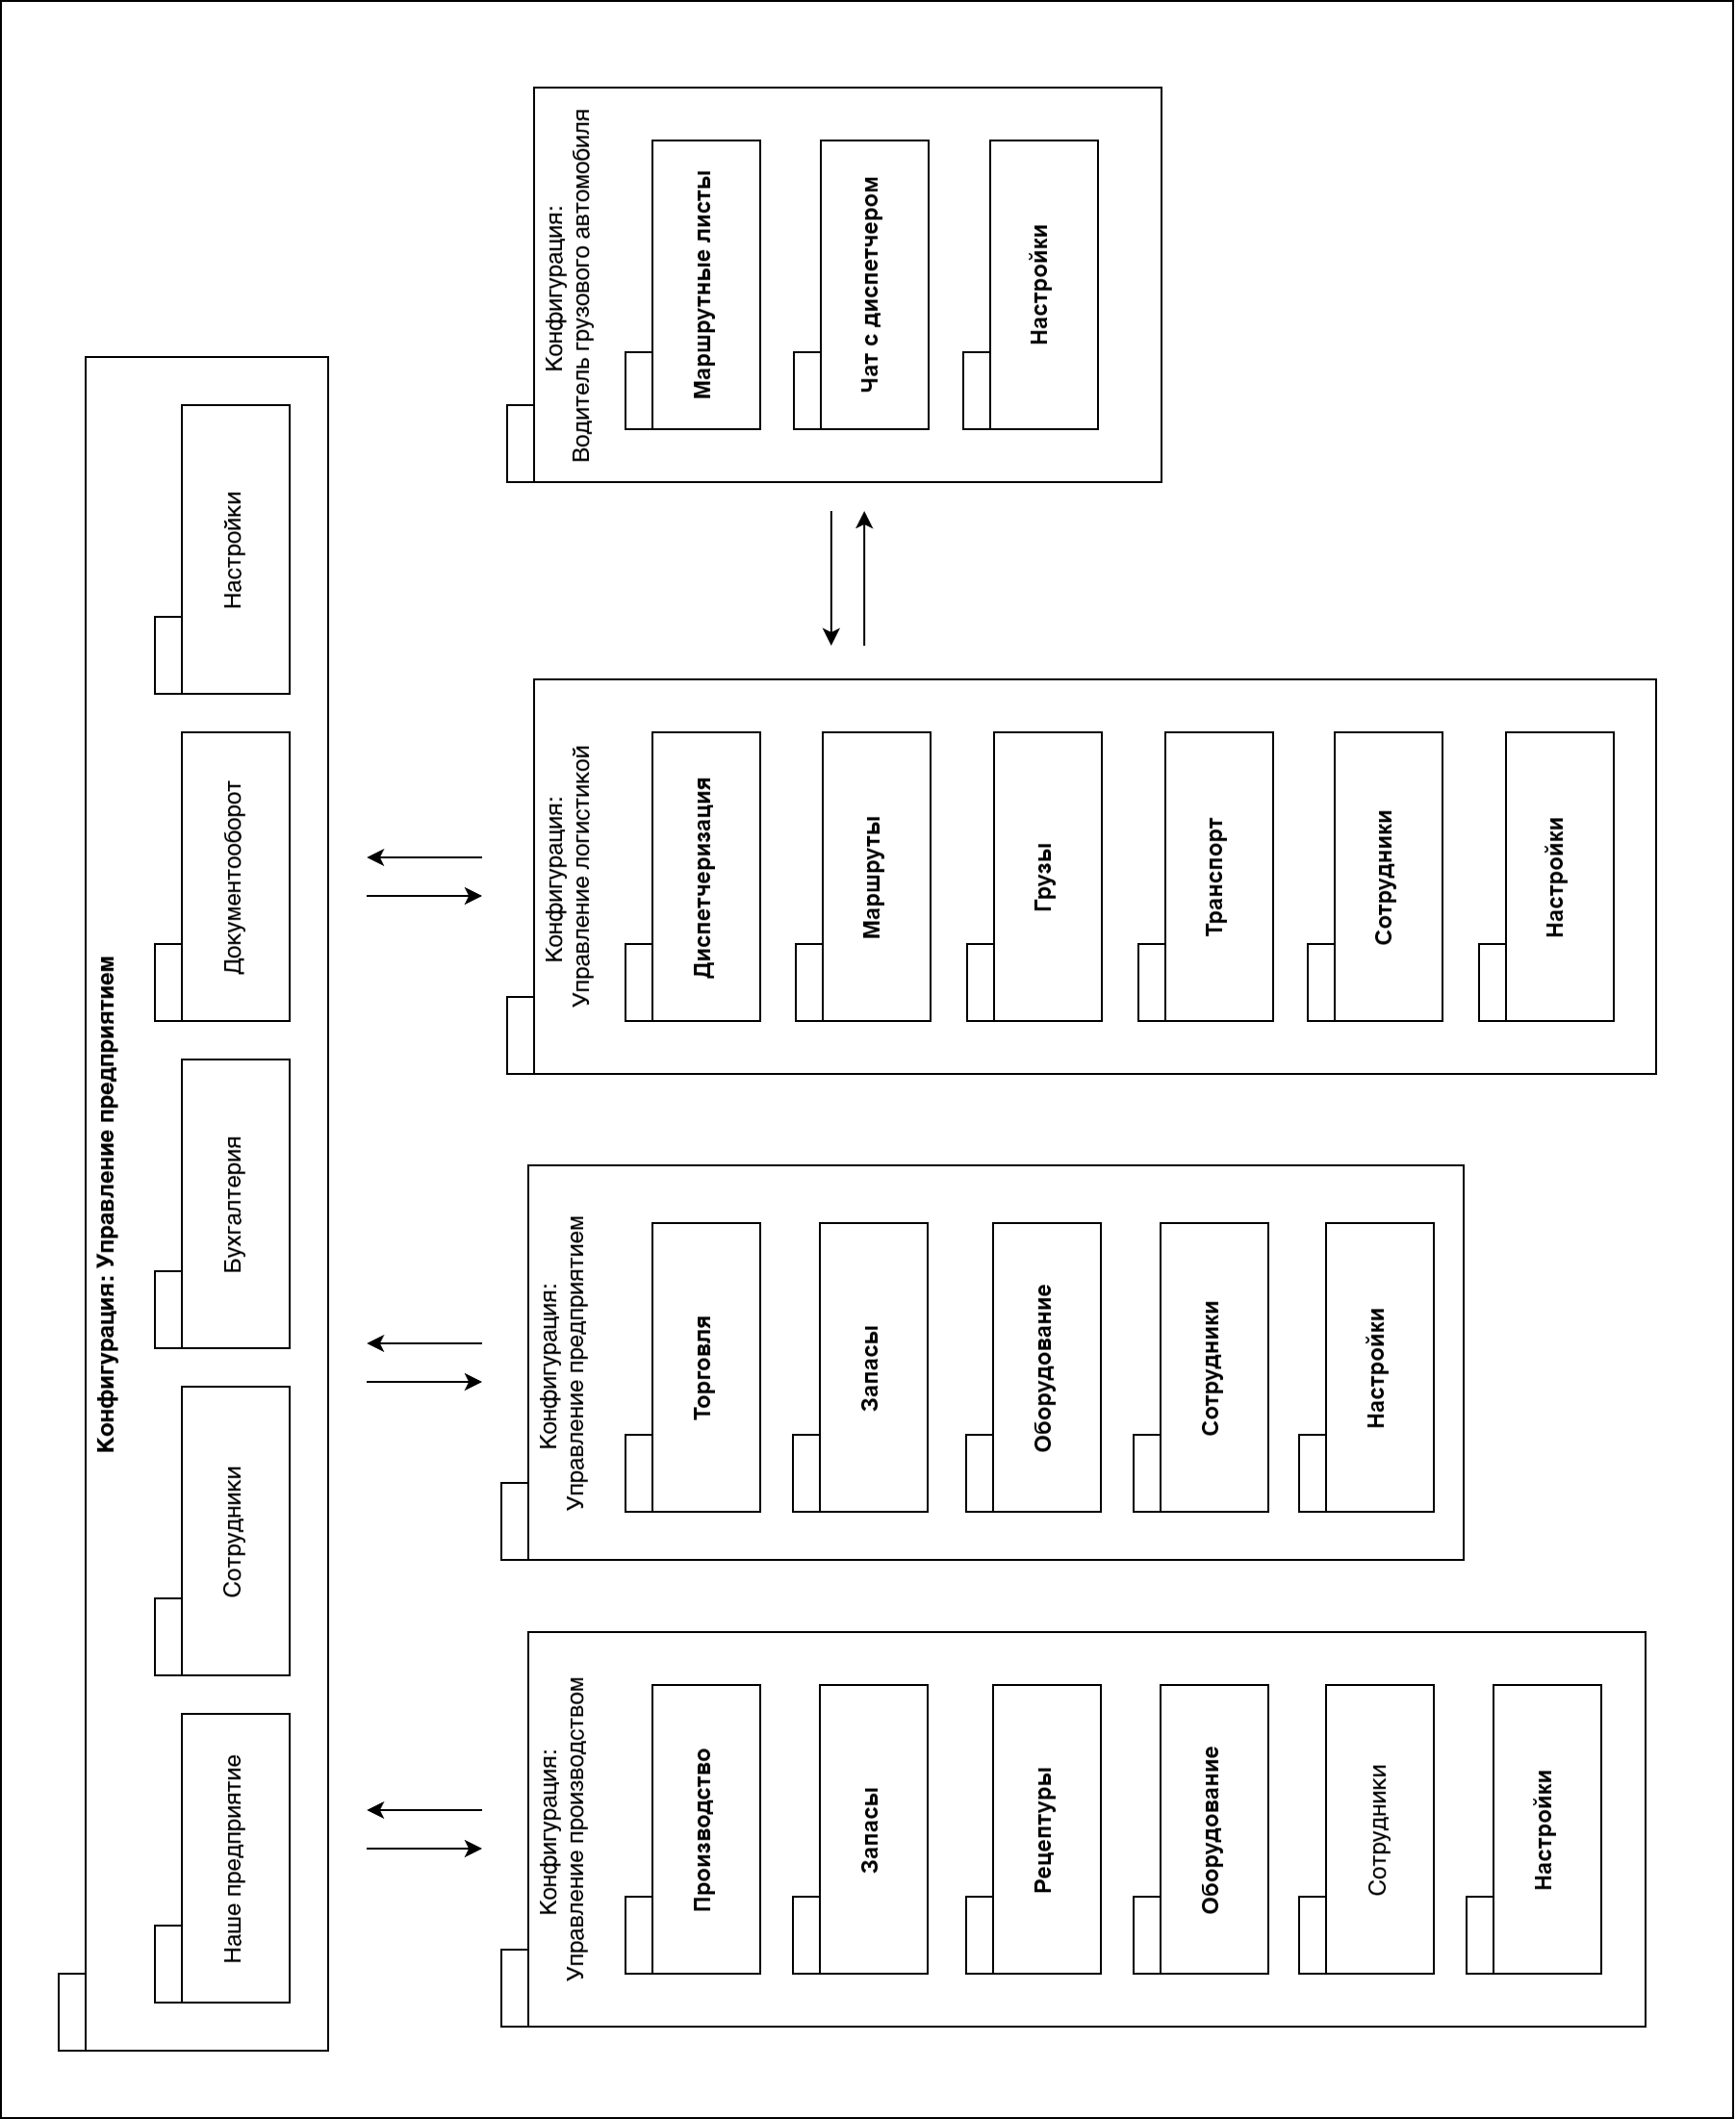 Конфигурация: Управление предприятием
Наше предприятие
Сотрудники
Бухгалтерия
Документооборот
Настройки
Конфигурация:
Управление производством
Производство
Запасы
Рецептуры
Оборудование
Сотрудники
Настройки
Конфигурация:
Управление предприятием
Торговля
Запасы
Оборудование
Сотрудники
Настройки
Конфигурация:
Управление логистикой
Диспетчеризация
Маршруты
Грузы
Транспорт
Сотрудники
Настройки
Конфигурация:
Водитель грузового автомобиля
Маршрутные листы
Чат с диспетчером
Настройки